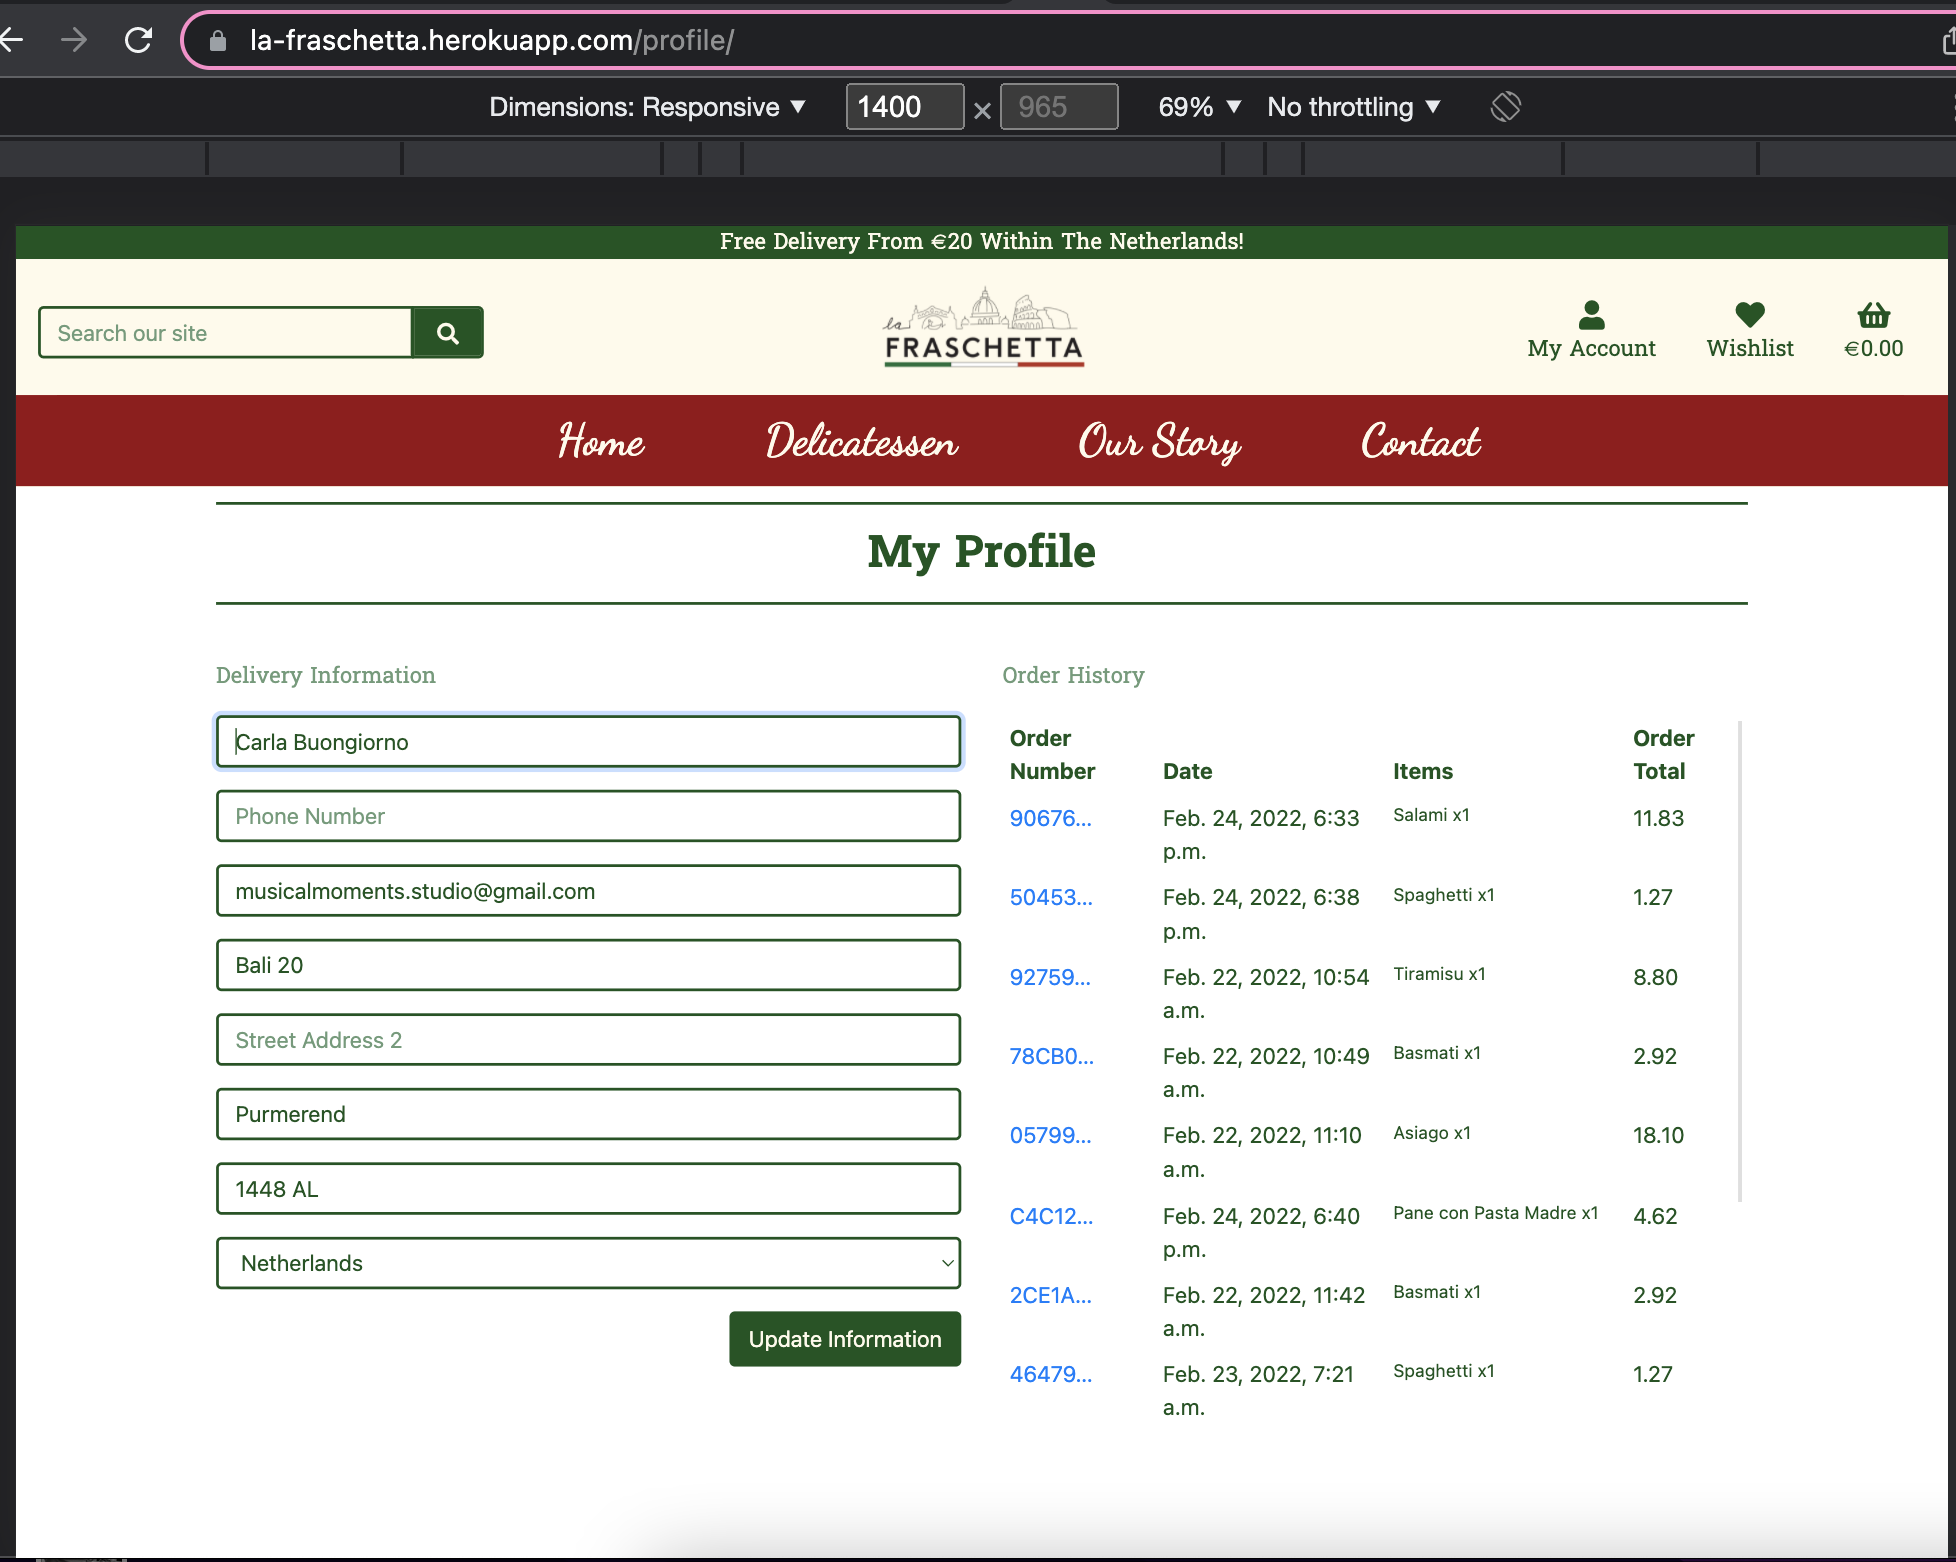 la-fraschetta.herokuapp.com/profile/
Dimensions: Responsive ▼ 1400 × 965 69% ▼ No throttling ▼
Free Delivery From €20 Within The Netherlands!
Search our site
la
FRASCHETTA
My Account Wishlist €0.00
Home Delicatessen Our Story Contact
My Profile
Delivery Information
Carla Buongiorno
Phone Number
musicalmoments.studio@gmail.com
Bali 20
Street Address 2
Purmerend
1448 AL
Netherlands
Update Information
Order History
Order Number Date Items Order Total
90676... Feb. 24, 2022, 6:33 p.m. Salami x1 11.83
50453... Feb. 24, 2022, 6:38 p.m. Spaghetti x1 1.27
92759... Feb. 22, 2022, 10:54 a.m. Tiramisu x1 8.80
78CB0... Feb. 22, 2022, 10:49 a.m. Basmati x1 2.92
05799... Feb. 22, 2022, 11:10 a.m. Asiago x1 18.10
C4C12... Feb. 24, 2022, 6:40 p.m. Pane con Pasta Madre x1 4.62
2CE1A... Feb. 22, 2022, 11:42 a.m. Basmati x1 2.92
46479... Feb. 23, 2022, 7:21 a.m. Spaghetti x1 1.27